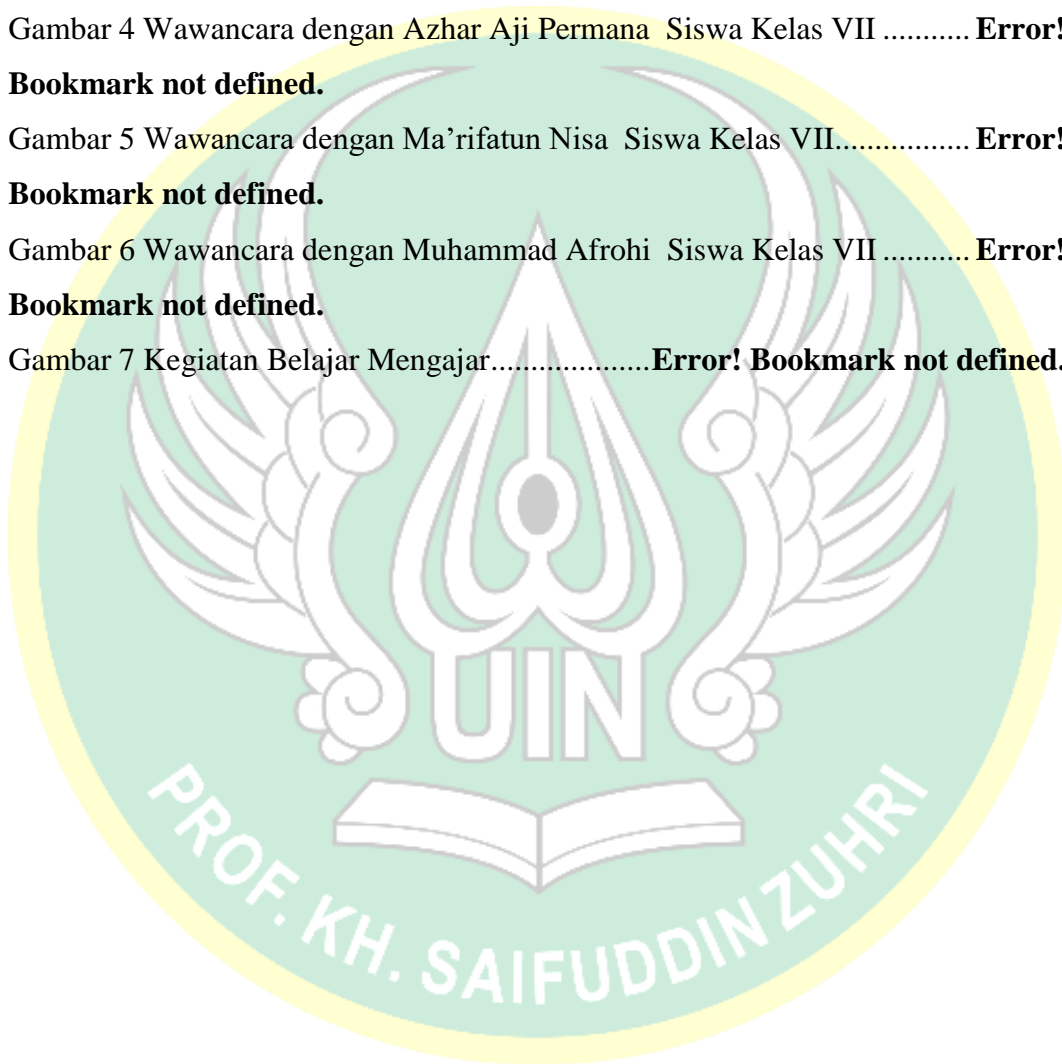 Gambar 4 Wawancara dengan Azhar Aji Permana  Siswa Kelas VII ........... Error!
Bookmark not defined.
Gambar 5 Wawancara dengan Ma’rifatun Nisa  Siswa Kelas VII................. Error!
Bookmark not defined.
Gambar 6 Wawancara dengan Muhammad Afrohi  Siswa Kelas VII ........... Error!
Bookmark not defined.
Gambar 7 Kegiatan Belajar Mengajar....................Error! Bookmark not defined.
UIN
PROF. KH. SAIFUDDIN ZUHRI